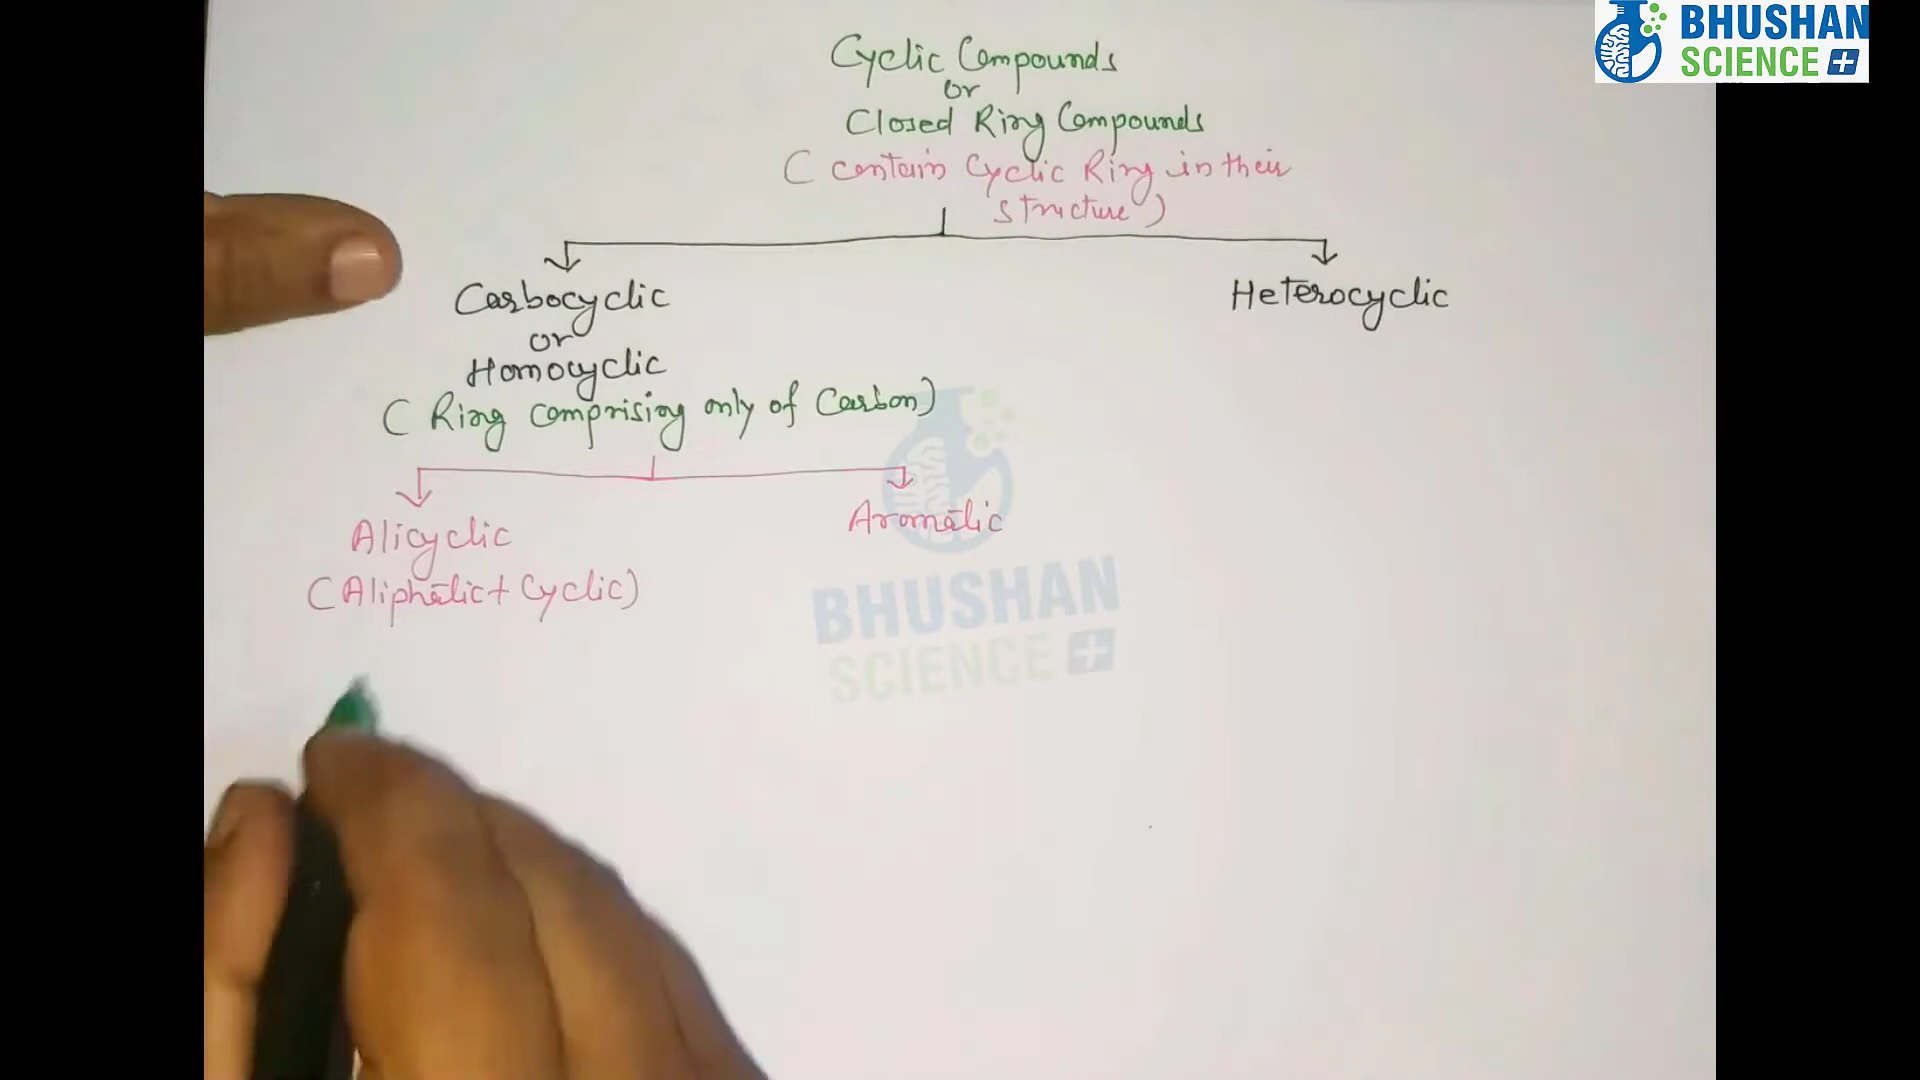 BHUSHAN
SCIENCE +
Cyclic Compounds
or
Closed Ring Compounds
( contain Cyclic Ring in their
structure )
Carbocyclic
or
Homocyclic
( Ring comprising only of Carbon)
Heterocyclic
Alicyclic
(Aliphatic + Cyclic)
Aromatic
BHUSHAN
SCIENCE +